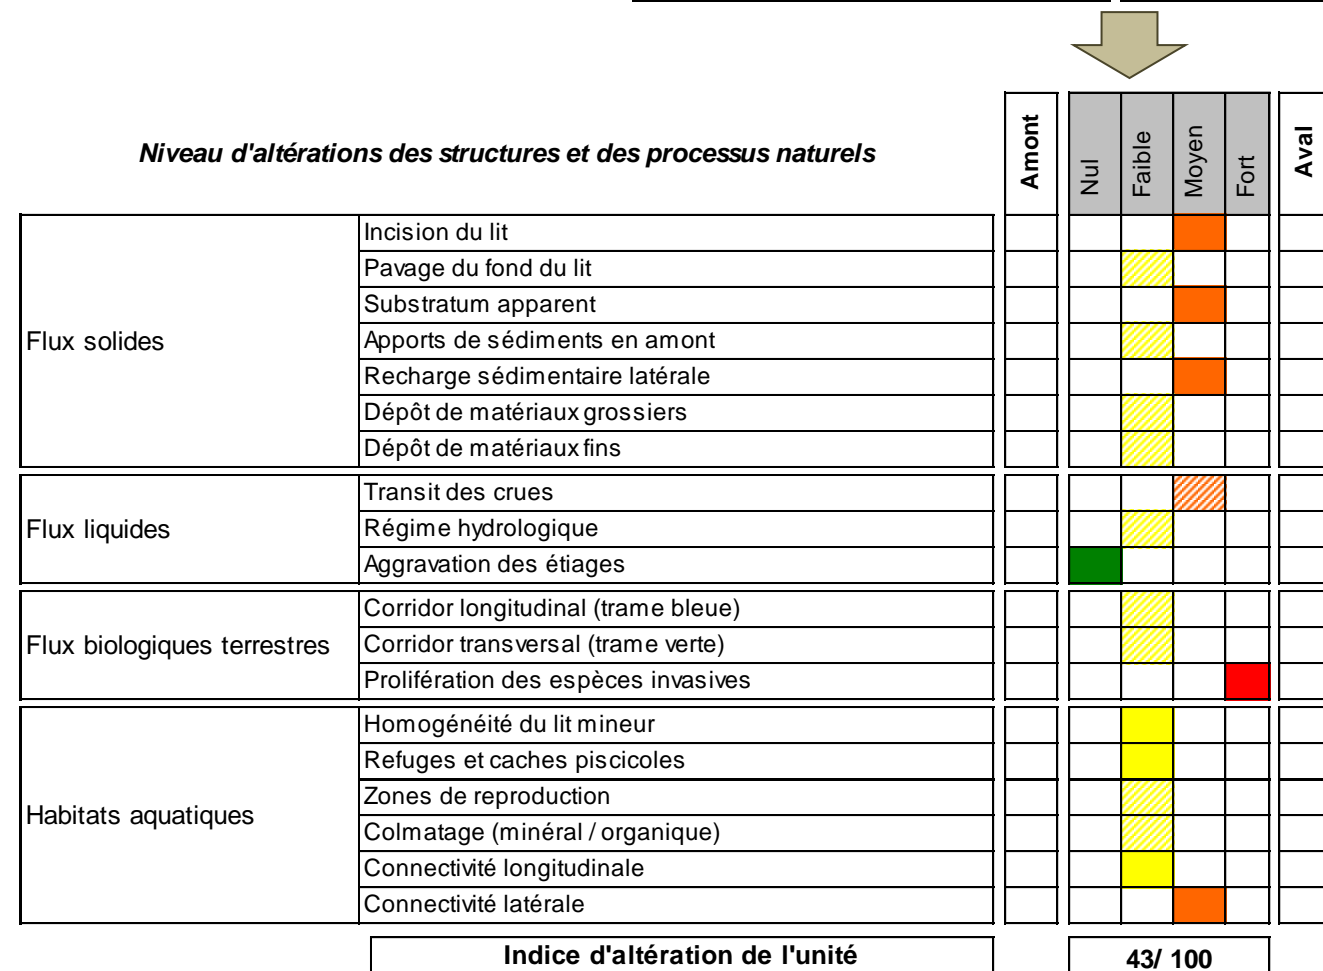 Niveau d'altérations des structures et des processus naturels
Amont
Nul
Faible
Moyen
Fort
Aval
Flux solides
Incision du lit
Pavage du fond du lit
Substratum apparent
Apports de sédiments en amont
Recharge sédimentaire latérale
Dépôt de matériaux grossiers
Dépôt de matériaux fins
Flux liquides
Transit des crues
Régime hydrologique
Aggravation des étiages
Flux biologiques terrestres
Corridor longitudinal (trame bleue)
Corridor transversal (trame verte)
Prolifération des espèces invasives
Habitats aquatiques
Homogénéité du lit mineur
Refuges et caches piscicoles
Zones de reproduction
Colmatage (minéral / organique)
Connectivité longitudinale
Connectivité latérale
Indice d'altération de l'unité
43/ 100